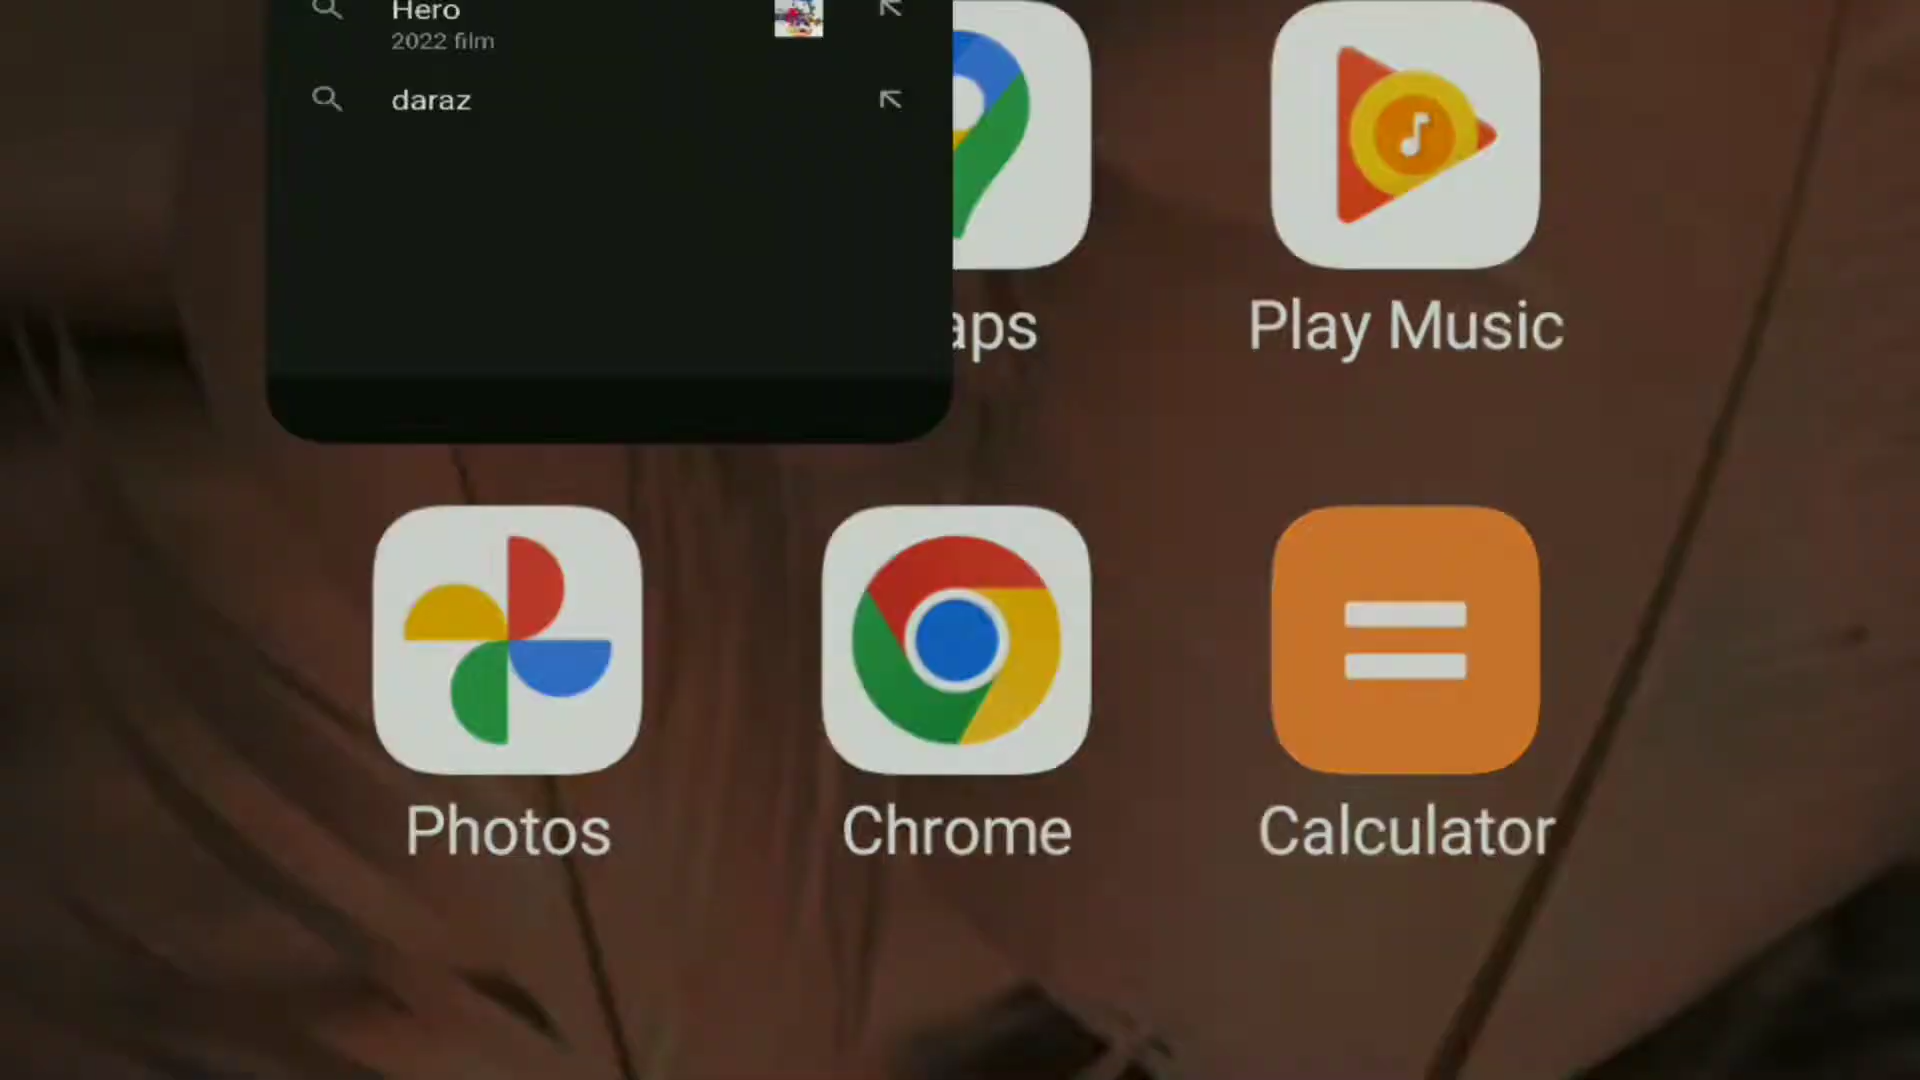 Hero
2022 film
daraz
aps
Play Music
Photos
Chrome
Calculator